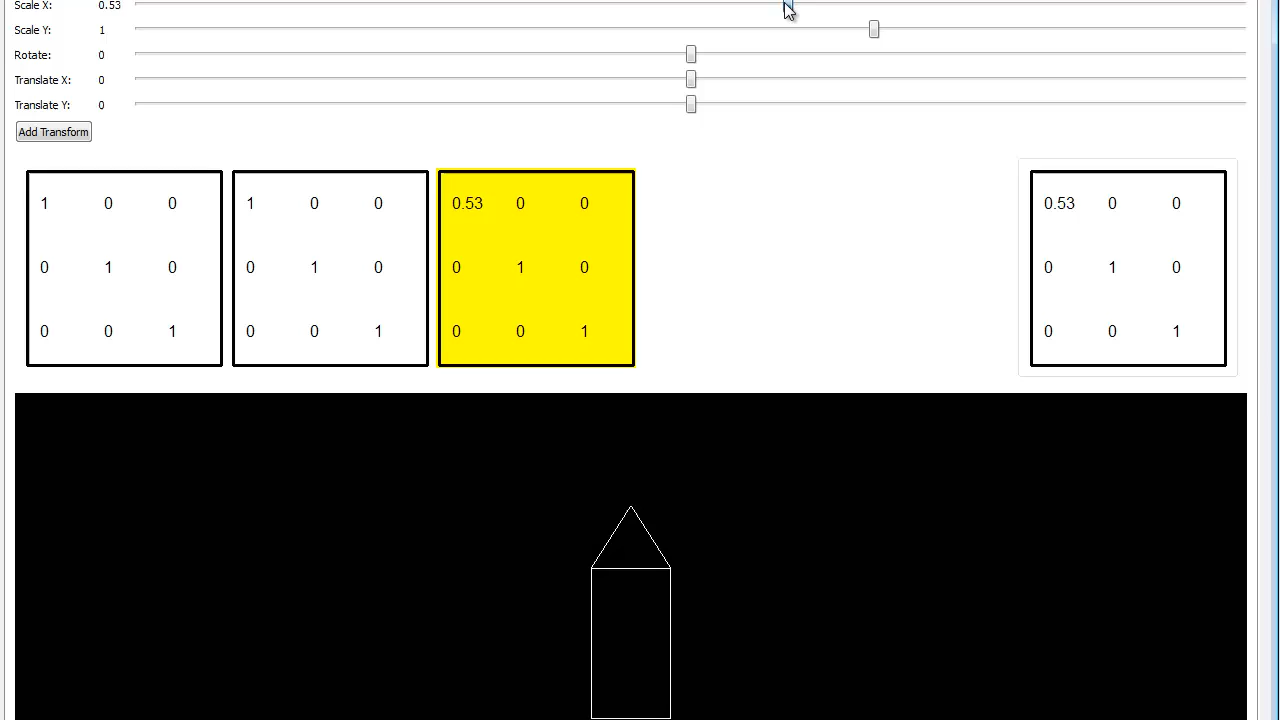 Scale X: 0.53
Scale Y: 1
Rotate: 0
Translate X: 0
Translate Y: 0
Add Transform
1 0 0 1 0 0 0.53 0 0 0.53 0 0
0 1 0 0 1 0 0 1 0 0 1 0
0 0 1 0 0 1 0 0 1 0 0 1